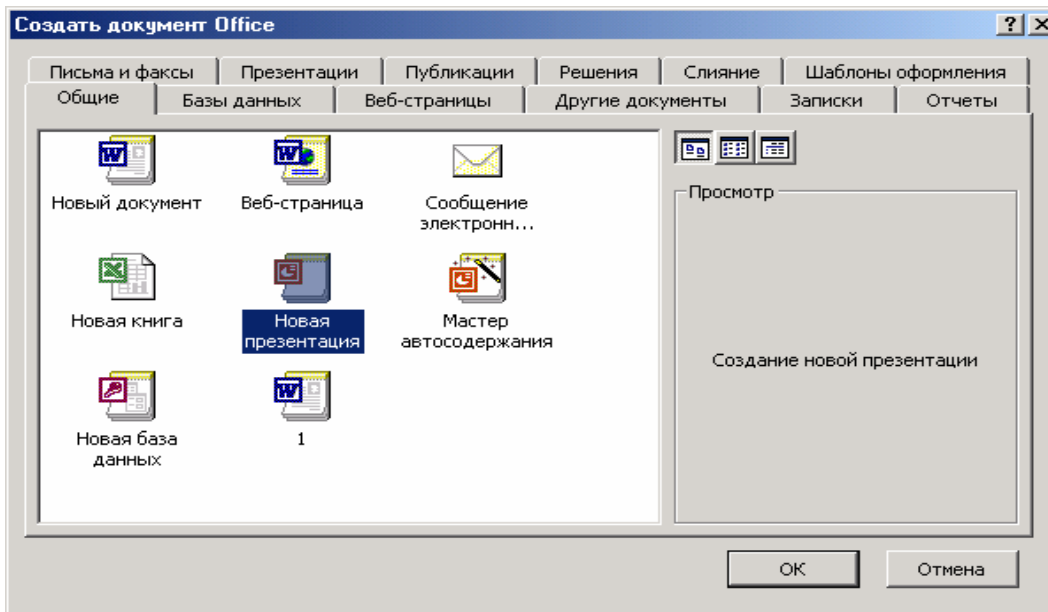 Создать документ Office
Письма и факсы Презентации Публикации Решения Слияние Шаблоны оформления
Общие Базы данных Веб-страницы Другие документы Записки Отчеты
Новый документ Веб-страница Сообщение
электронн...
Новая книга Новая
презентация Мастер
автосодержания
Новая база
данных 1
Просмотр
Создание новой презентации
ОК Отмена